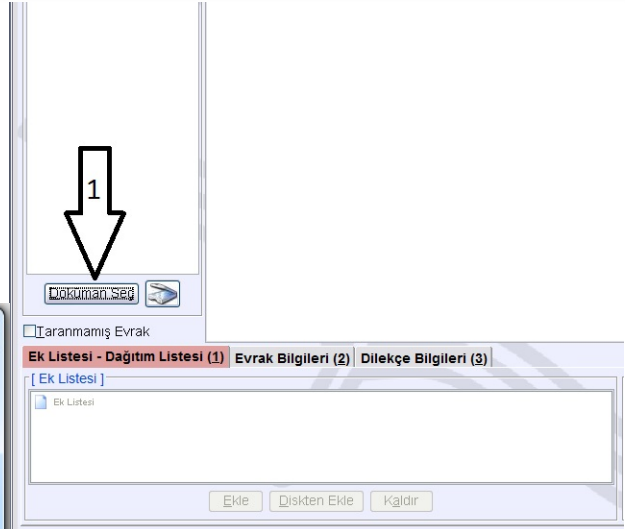 1
Doküman Seç
Taranmamış Evrak
Ek Listesi - Dağıtım Listesi (1) Evrak Bilgileri (2) Dilekçe Bilgileri (3)
[ Ek Listesi ]
Ek Listesi
Ekle Diskten Ekle Kaldır